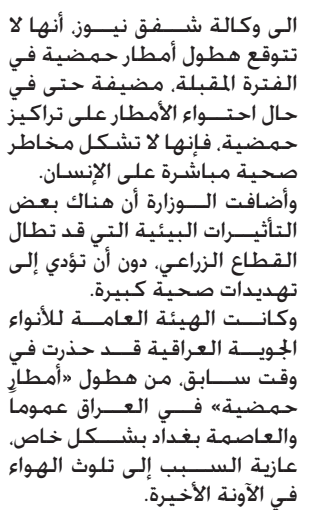 الى وكالة شفق نيوز، أنها لا
تتوقع هطول أمطار حمضية في
الفترة المقبلة، مضيفة حتى في
حال احتواء الأمطار على تراكيز
حمضية، فإنها لا تشكل مخاطر
صحية مباشرة على الإنسان.
وأضافت الوزارة أن هناك بعض
التأثيرات البيئية التي قد تطال
القطاع الزراعي، دون أن تؤدي إلى
تهديدات صحية كبيرة.
وكانت الهيئة العامة للأنواء
الجوية العراقية قد حذرت في
وقت سابق، من هطول «أمطارٍ
حمضية» في العراق عموماً
والعاصمة بغداد بشكل خاص،
عازية السبب إلى تلوث الهواء
في الآونة الأخيرة.